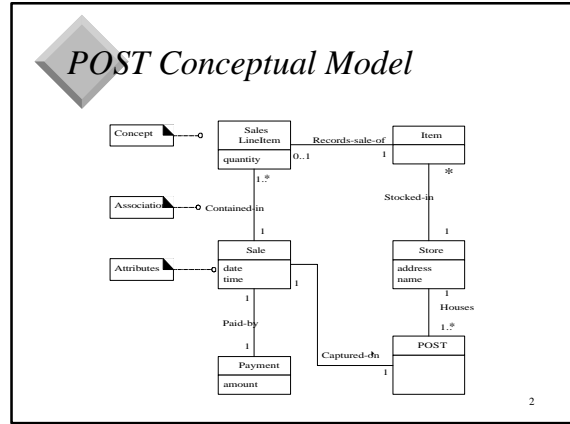 POST Conceptual Model
Concept
Sales
LineItem
quantity
Records-sale-of
0..1
1
Item
1..*
*
Association
Contained-in
Stocked-in
1
1
Attributes
Sale
date
time
Store
address
name
1
1
1
Paid-by
Houses
1
1..*
Payment
amount
Captured-on
1
POST
2